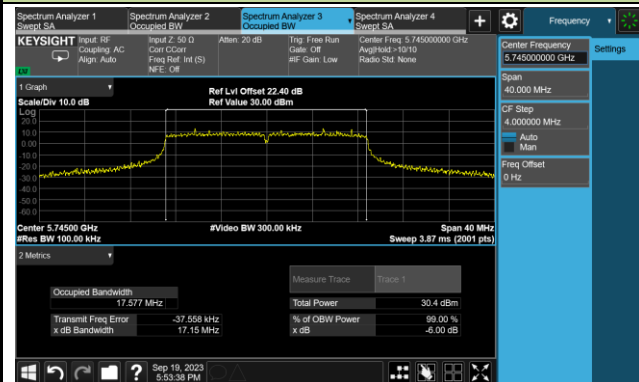 Spectrum Analyzer 1
Swept SA
Spectrum Analyzer 2
Occupied BW
Spectrum Analyzer 3
Occupied BW
Spectrum Analyzer 4
Swept SA
Frequency
KEYSIGHT
Input: RF
Coupling: AC
Align: Auto
Input Z: 50 Ω
Corr CCorr
Freq Ref: Int (S)
NFE: Off
Atten: 20 dB
Trig: Free Run
Gate: Off
#IF Gain: Low
Center Freq: 5.745000000 GHz
Avg|Hold:>10/10
Radio Std: None
Center Frequency
5.745000000 GHz
Settings
Span
40.000 MHz
CF Step
4.000000 MHz
Auto
Man
Freq Offset
0 Hz
1 Graph
Scale/Div 10.0 dB
Ref Lvl Offset 22.40 dB
Ref Value 30.00 dBm
Log
20.0
10.0
0.00
-10.0
-20.0
-30.0
-40.0
-50.0
-60.0
Center 5.74500 GHz
#Res BW 100.00 kHz
#Video BW 300.00 kHz
Span 40 MHz
Sweep 3.87 ms (2001 pts)
2 Metrics
Measure Trace
Trace 1
Occupied Bandwidth
17.577 MHz
Total Power
30.4 dBm
Transmit Freq Error
-37.558 kHz
% of OBW Power
99.00 %
x dB Bandwidth
17.15 MHz
x dB
-6.00 dB
?
Sep 19, 2023
5:53:38 PM